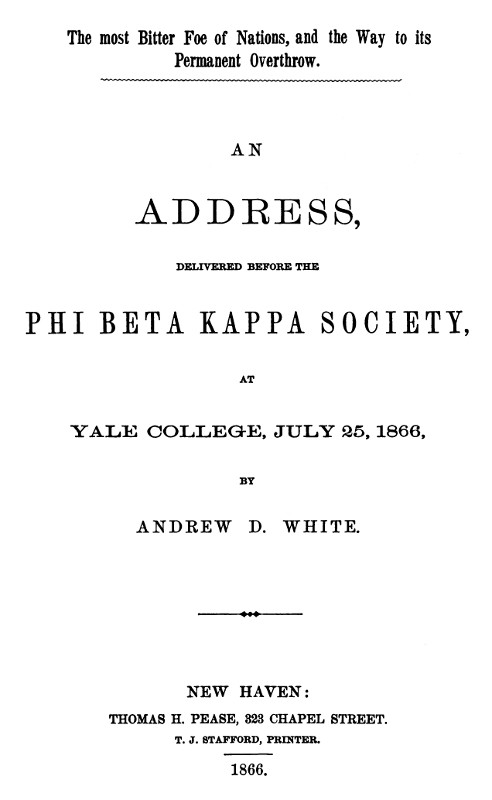 The most Bitter Foe of Nations, and the Way to its
Permanent Overthrow.
AN
ADDRESS,
DELIVERED BEFORE THE
PHI BETA KAPPA SOCIETY,
AT
YALE COLLEGE, JULY 25, 1866,
BY
ANDREW D. WHITE.
NEW HAVEN:
THOMAS H. PEASE, 323 CHAPEL STREET.
T. J. STAFFORD, PRINTER.
1866.